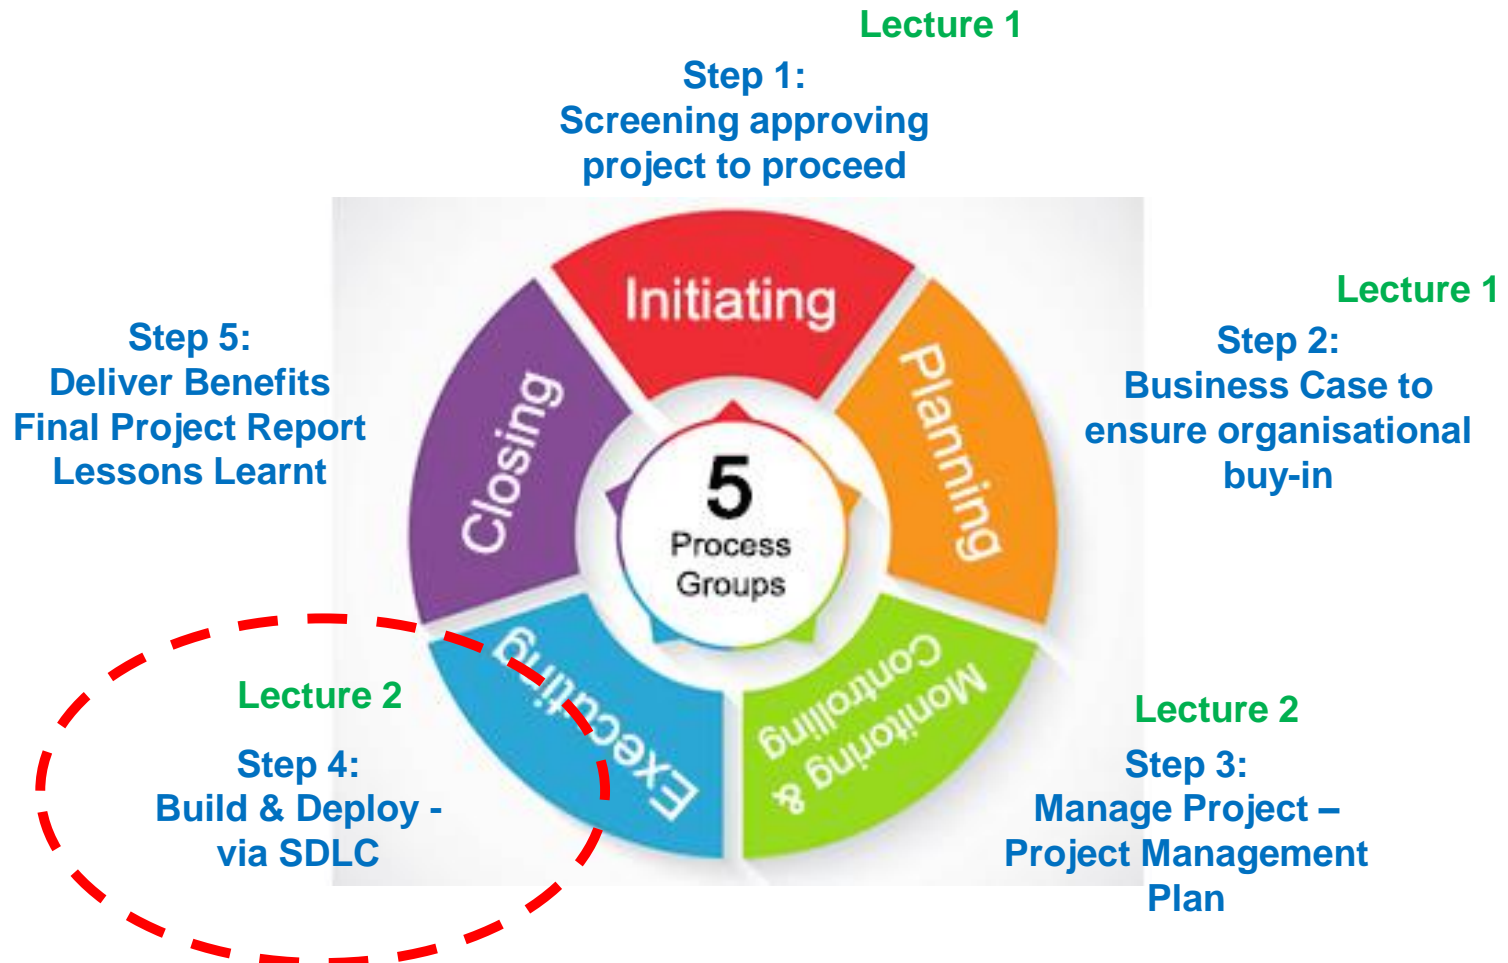 Lecture 1
Step 1:
Screening approving
project to proceed
Initiating
Lecture 1
Step 2:
Business Case to
ensure organisational
buy-in
Planning
Lecture 2
Step 3:
Manage Project –
Project Management
Plan
Monitoring &
Controlling
Lecture 2
Step 4:
Build & Deploy -
via SDLC
Executing
Step 5:
Deliver Benefits
Final Project Report
Lessons Learnt
Closing
5
Process
Groups